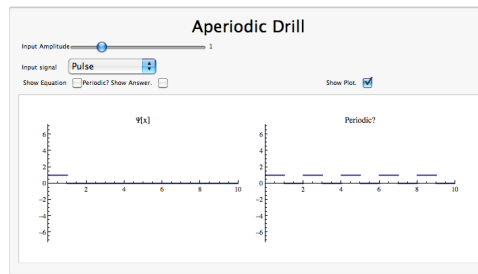 Aperiodic Drill
Input Amplitude 1
Input signal Pulse
Show Equation Periodic? Show Answer. Show Plot.
Ψ[x] Periodic?
6 6
4 4
2 2
0 2 4 6 8 10 0 2 4 6 8 10
-2 -2
-4 -4
-6 -6